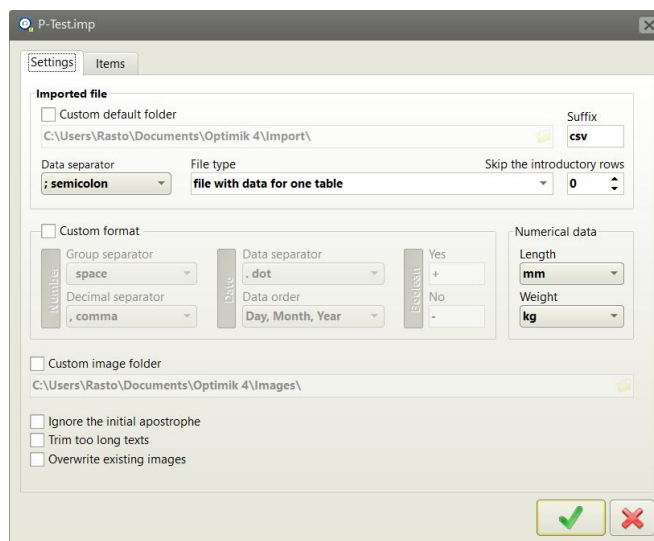 P-Test.imp
Settings Items
Imported file
Custom default folder Suffix
C:\Users\Rasto\Documents\Optimik 4\Import\ csv
Data separator File type Skip the introductory rows
; semicolon file with data for one table 0
Custom format Numerical data
Number Group separator Date Data separator Boolean Yes Length
space . dot + mm
Decimal separator Data order No Weight
, comma Day, Month, Year - kg
Custom image folder
C:\Users\Rasto\Documents\Optimik 4\Images\
Ignore the initial apostrophe
Trim too long texts
Overwrite existing images